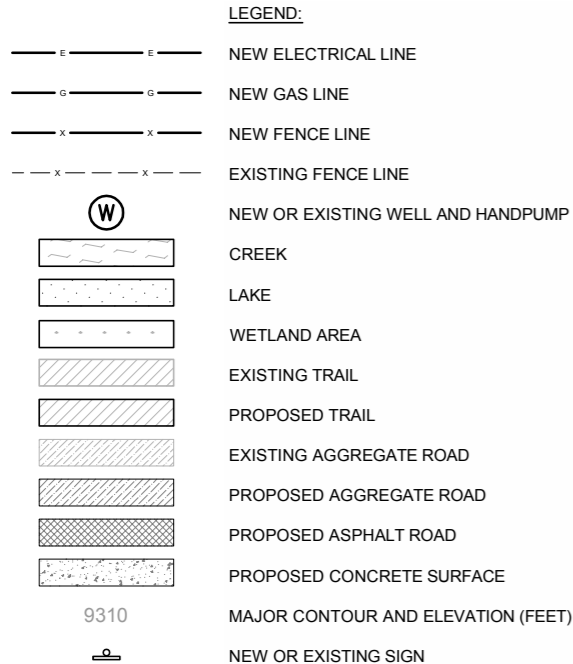 LEGEND:
E E NEW ELECTRICAL LINE
G G NEW GAS LINE
X X NEW FENCE LINE
X X EXISTING FENCE LINE
W NEW OR EXISTING WELL AND HANDPUMP
CREEK
LAKE
WETLAND AREA
EXISTING TRAIL
PROPOSED TRAIL
EXISTING AGGREGATE ROAD
PROPOSED AGGREGATE ROAD
PROPOSED ASPHALT ROAD
PROPOSED CONCRETE SURFACE
9310 MAJOR CONTOUR AND ELEVATION (FEET)
NEW OR EXISTING SIGN